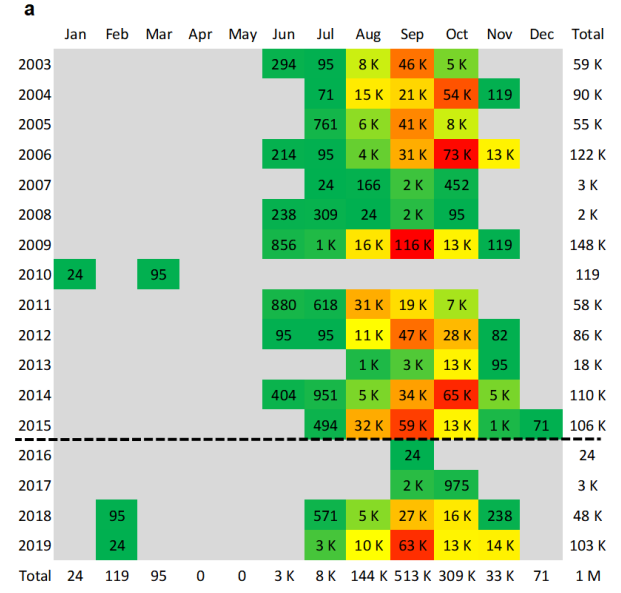 a
Jan Feb Mar Apr May Jun Jul Aug Sep Oct Nov Dec Total
2003 294 95 8 K 46 K 5 K 59 K
2004 71 15 K 21 K 54 K 119 90 K
2005 761 6 K 41 K 8 K 55 K
2006 214 95 4 K 31 K 73 K 13 K 122 K
2007 24 166 2 K 452 3 K
2008 238 309 24 2 K 95 2 K
2009 856 1 K 16 K 116 K 13 K 119 148 K
2010 24 95 119
2011 880 618 31 K 19 K 7 K 58 K
2012 95 95 11 K 47 K 28 K 82 86 K
2013 1 K 3 K 13 K 95 18 K
2014 404 951 5 K 34 K 65 K 5 K 110 K
2015 494 32 K 59 K 13 K 1 K 71 106 K
2016 24 24
2017 2 K 975 3 K
2018 95 571 5 K 27 K 16 K 238 48 K
2019 24 3 K 10 K 63 K 13 K 14 K 103 K
Total 24 119 95 0 0 3 K 8 K 144 K 513 K 309 K 33 K 71 1 M